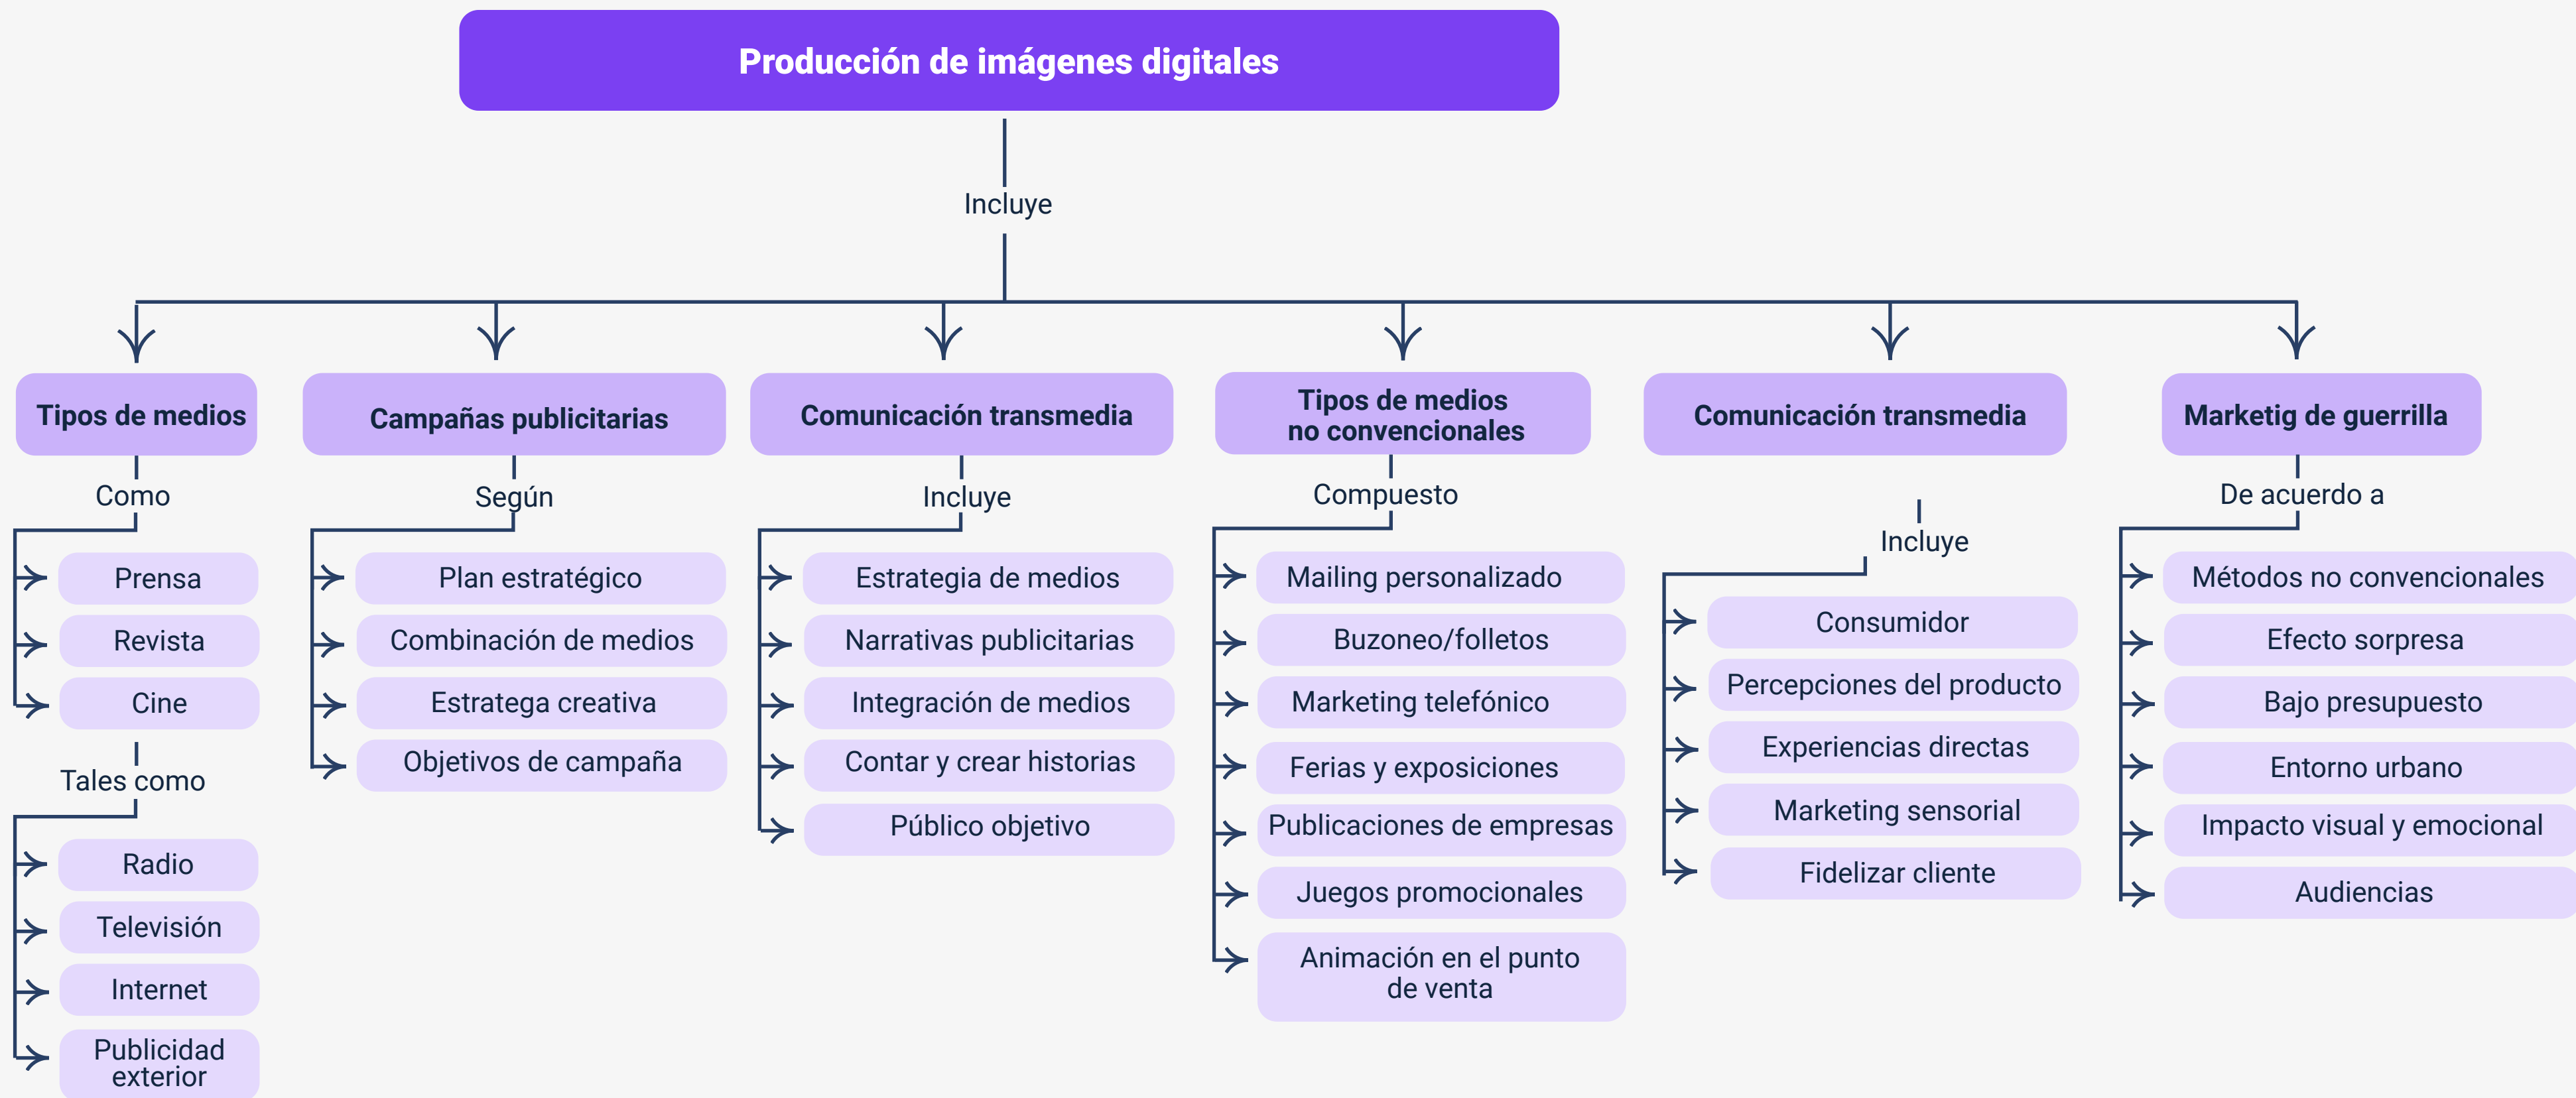 Producción de imágenes digitales
Incluye
Tipos de medios
Como
Prensa
Revista
Cine
Tales como
Radio
Televisión
Internet
Publicidad
exterior
Campañas publicitarias
Según
Plan estratégico
Combinación de medios
Estratega creativa
Objetivos de campaña
Comunicación transmedia
Incluye
Estrategia de medios
Narrativas publicitarias
Integración de medios
Contar y crear historias
Público objetivo
Tipos de medios
no convencionales
Compuesto
Mailing personalizado
Buzoneo/folletos
Marketing telefónico
Ferias y exposiciones
Publicaciones de empresas
Juegos promocionales
Animación en el punto
de venta
Comunicación transmedia
Incluye
Consumidor
Percepciones del producto
Experiencias directas
Marketing sensorial
Fidelizar cliente
Marketig de guerrilla
De acuerdo a
Métodos no convencionales
Efecto sorpresa
Bajo presupuesto
Entorno urbano
Impacto visual y emocional
Audiencias